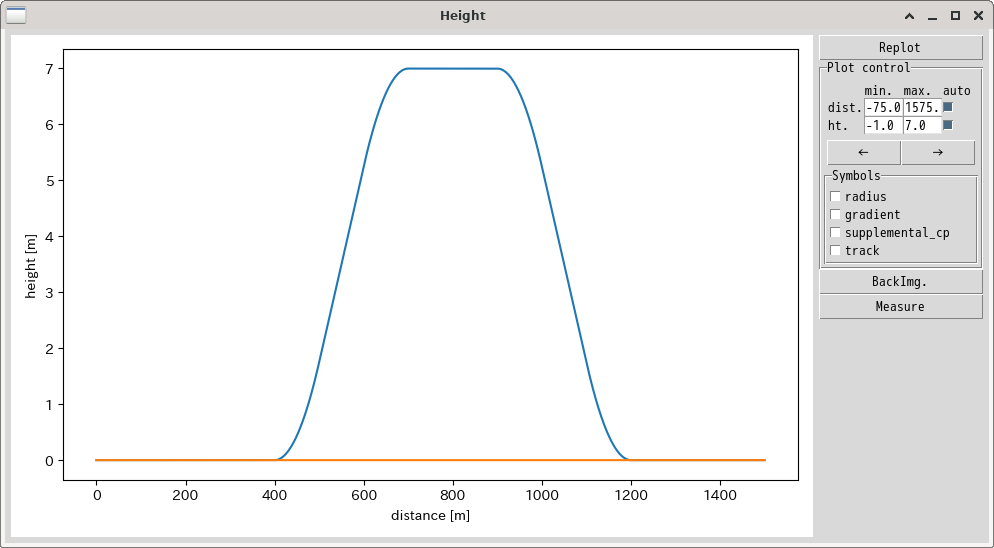 Height
Replot
Plot control
min. max. auto
dist. -75.0 1575.
ht. -1.0 7.0
← →
Symbols
radius
gradient
supplemental_cp
track
BackImg.
Measure
height [m]
7
6
5
4
3
2
1
0
0 200 400 600 800 1000 1200 1400
distance [m]